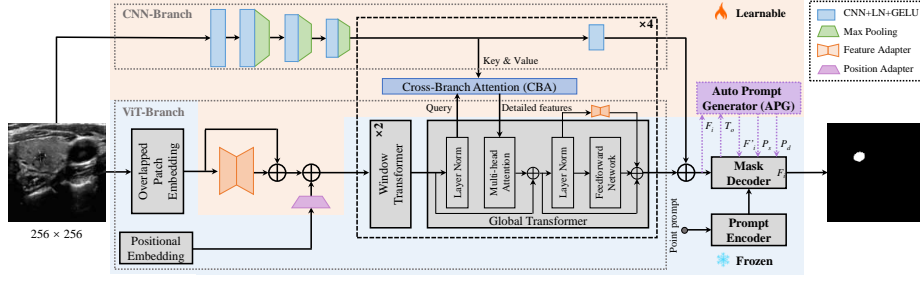 CNN-Branch
Learnable
×4
CNN+LN+GELU
Max Pooling
Feature Adapter
Position Adapter
Key & Value
Cross-Branch Attention (CBA)
Query
Detailed features
Auto Prompt
Generator (APG)
ViT-Branch
Overlapped
Patch
Embedding
×2
Window
Transformer
Layer Norm
Multi-head
Attention
Layer Norm
Feedforward
Network
Global Transformer
F_i
T_o
F'_i
P_s
P_d
Mask
Decoder
Point prompt
Prompt
Encoder
Positional
Embedding
256 × 256
Frozen